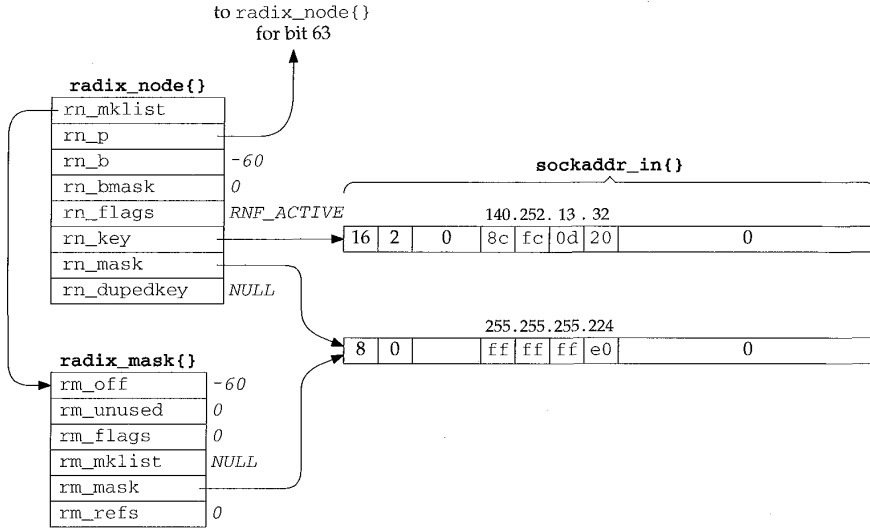 to radix_node{}
for bit 63
radix_node{}
rn_mklist
rn_p
rn_b -60
rn_bmask 0
rn_flags RNF_ACTIVE
rn_key
rn_mask
rn_dupedkey NULL
sockaddr_in{}
140.252. 13 . 32
16 2 0 8c fc 0d 20 0
255.255.255.224
8 0 ff ff ff e0 0
radix_mask{}
rm_off -60
rm_unused 0
rm_flags 0
rm_mklist NULL
rm_mask
rm_refs 0